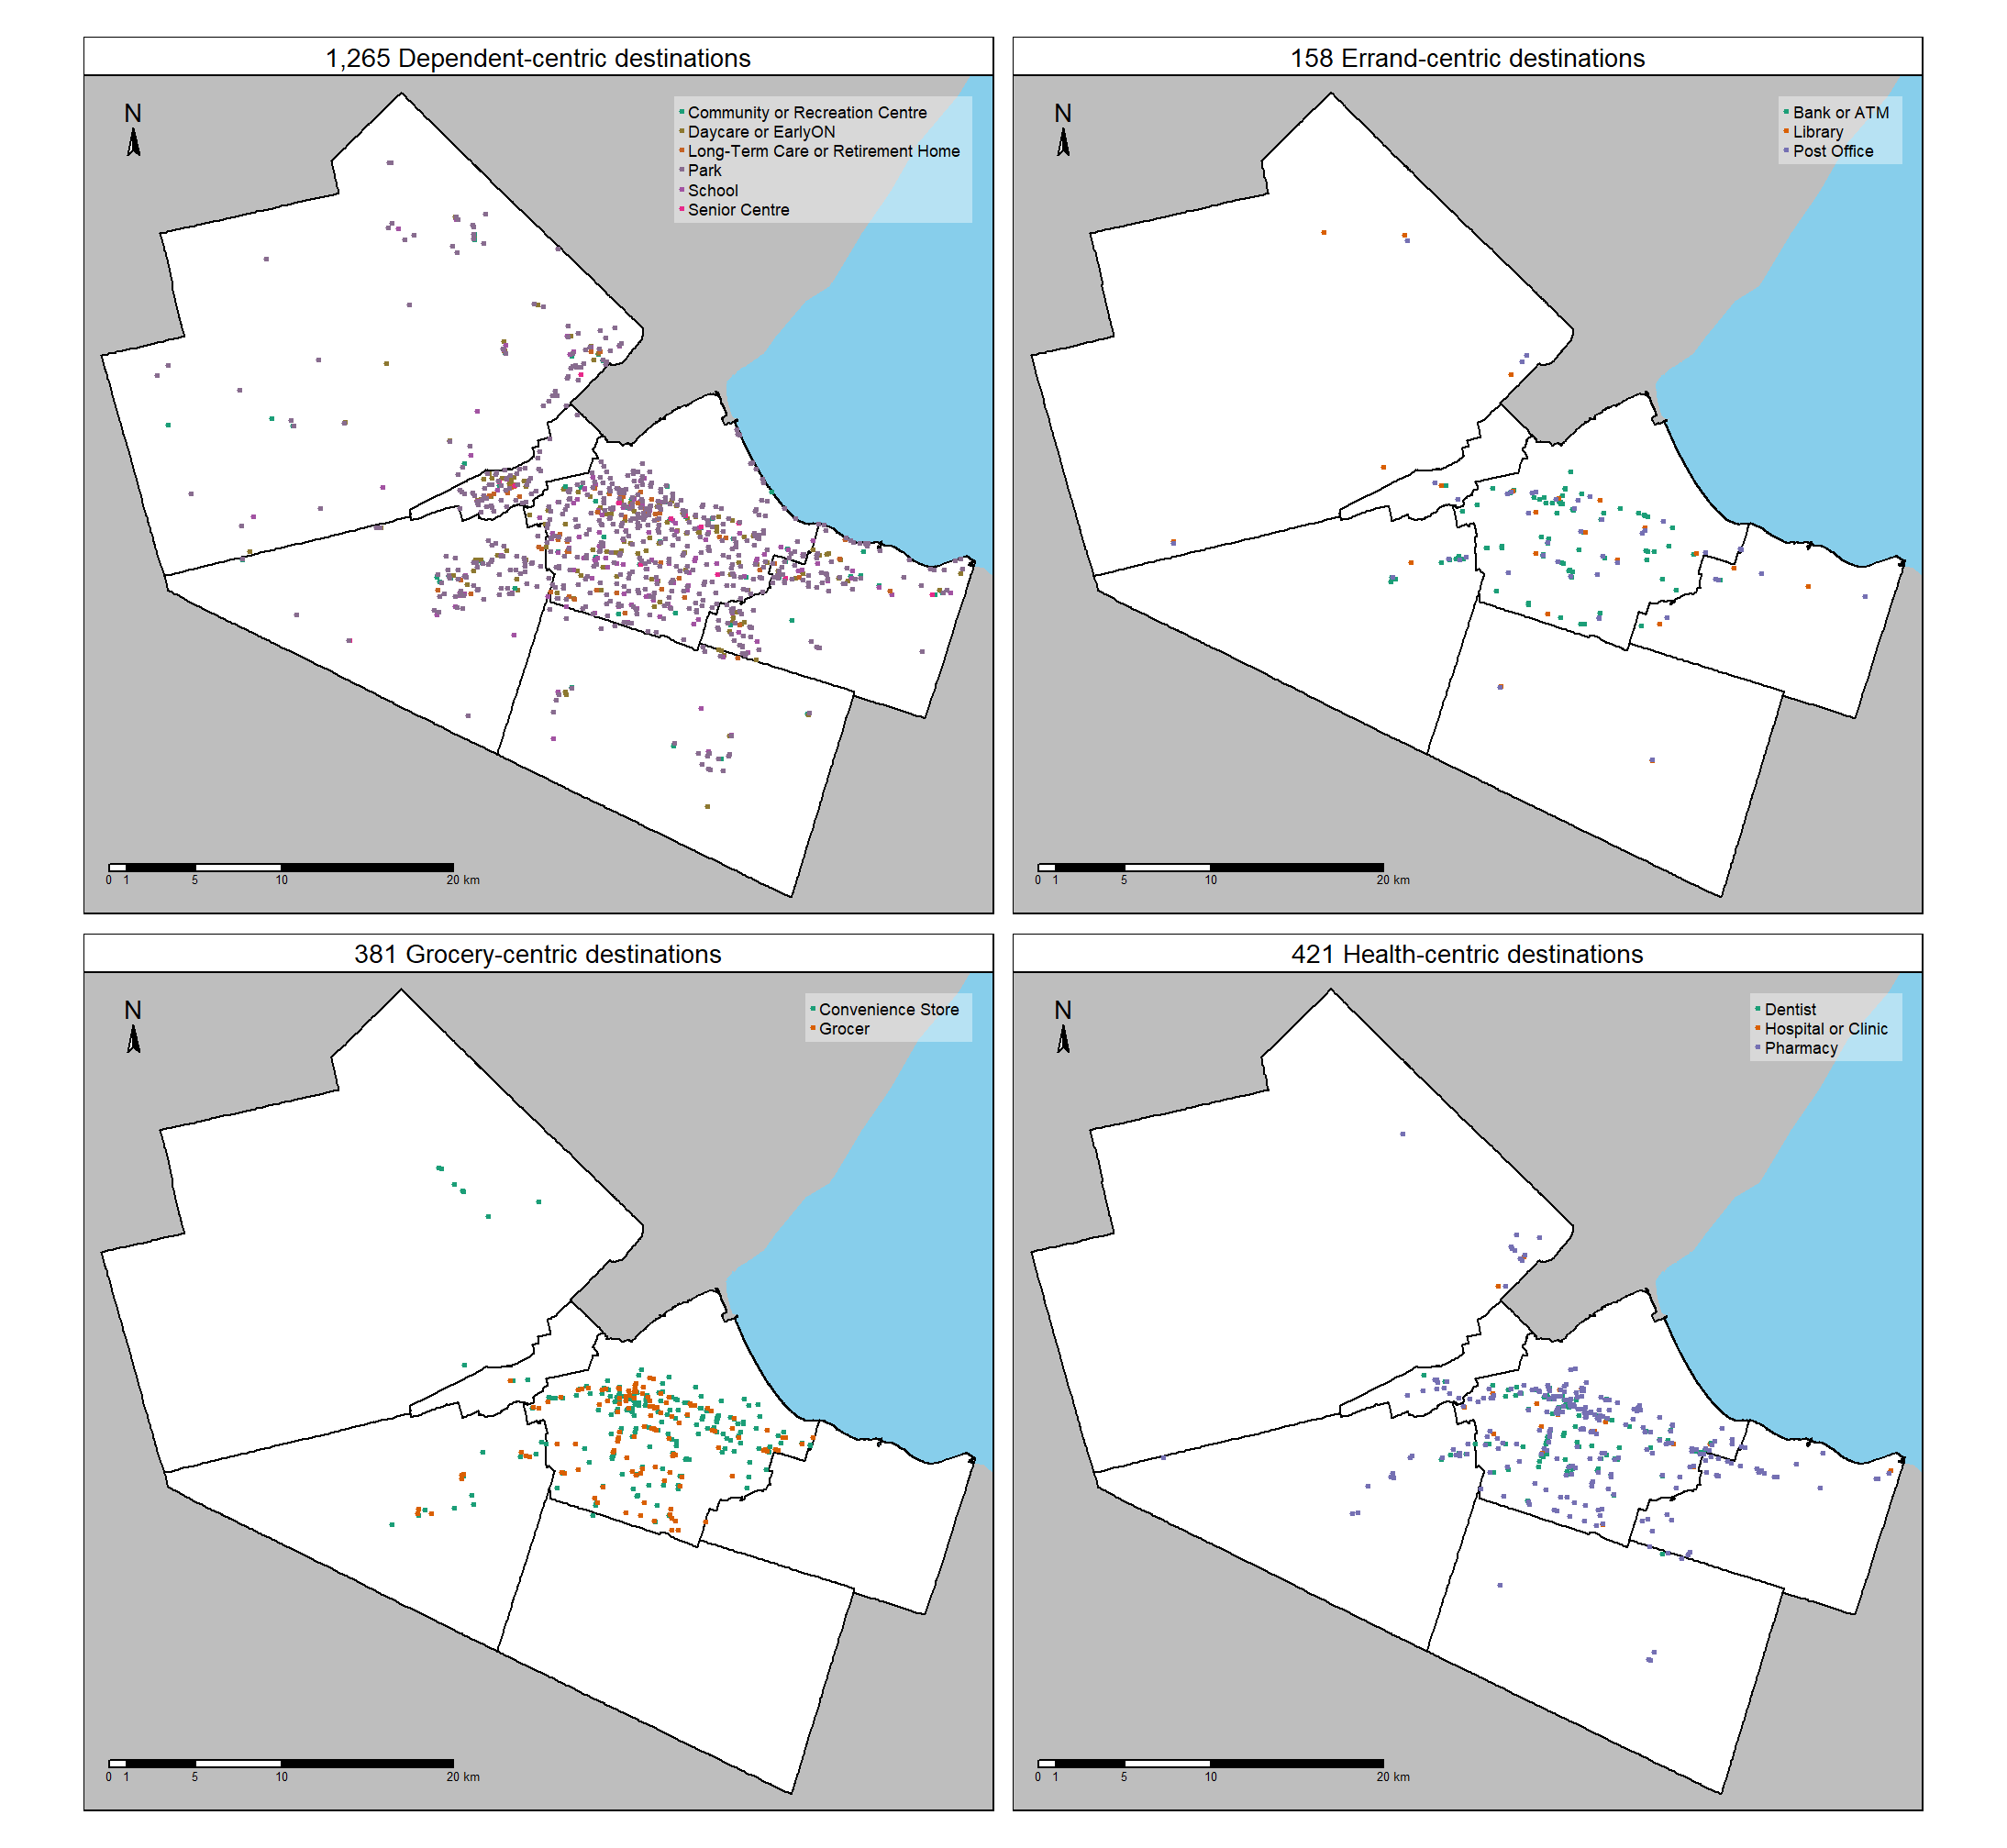 1,265 Dependent-centric destinations
N
Community or Recreation Centre
Daycare or EarlyON
Long-Term Care or Retirement Home
Park
School
Senior Centre
0 1 5 10 20 km
158 Errand-centric destinations
N
Bank or ATM
Library
Post Office
0 1 5 10 20 km
381 Grocery-centric destinations
N
Convenience Store
Grocer
0 1 5 10 20 km
421 Health-centric destinations
N
Dentist
Hospital or Clinic
Pharmacy
0 1 5 10 20 km